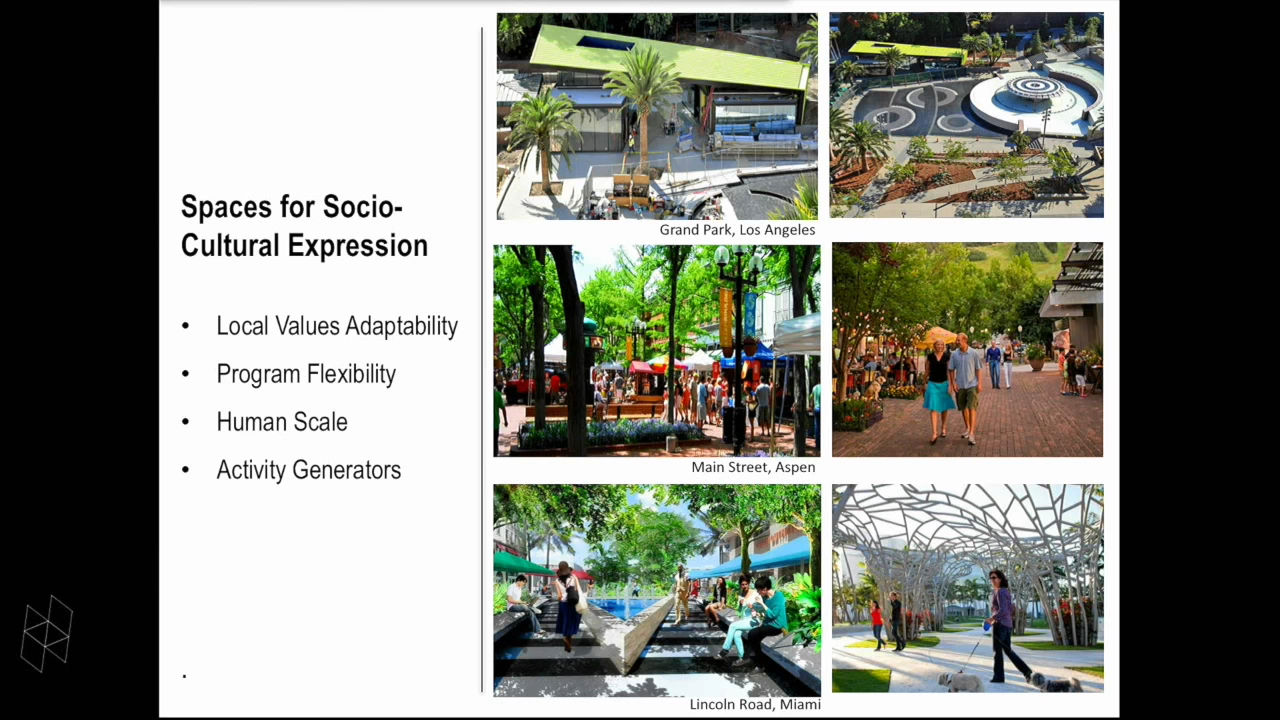 Spaces for Socio-
Cultural Expression
• Local Values Adaptability
• Program Flexibility
• Human Scale
• Activity Generators
.
Grand Park, Los Angeles
Main Street, Aspen
Lincoln Road, Miami